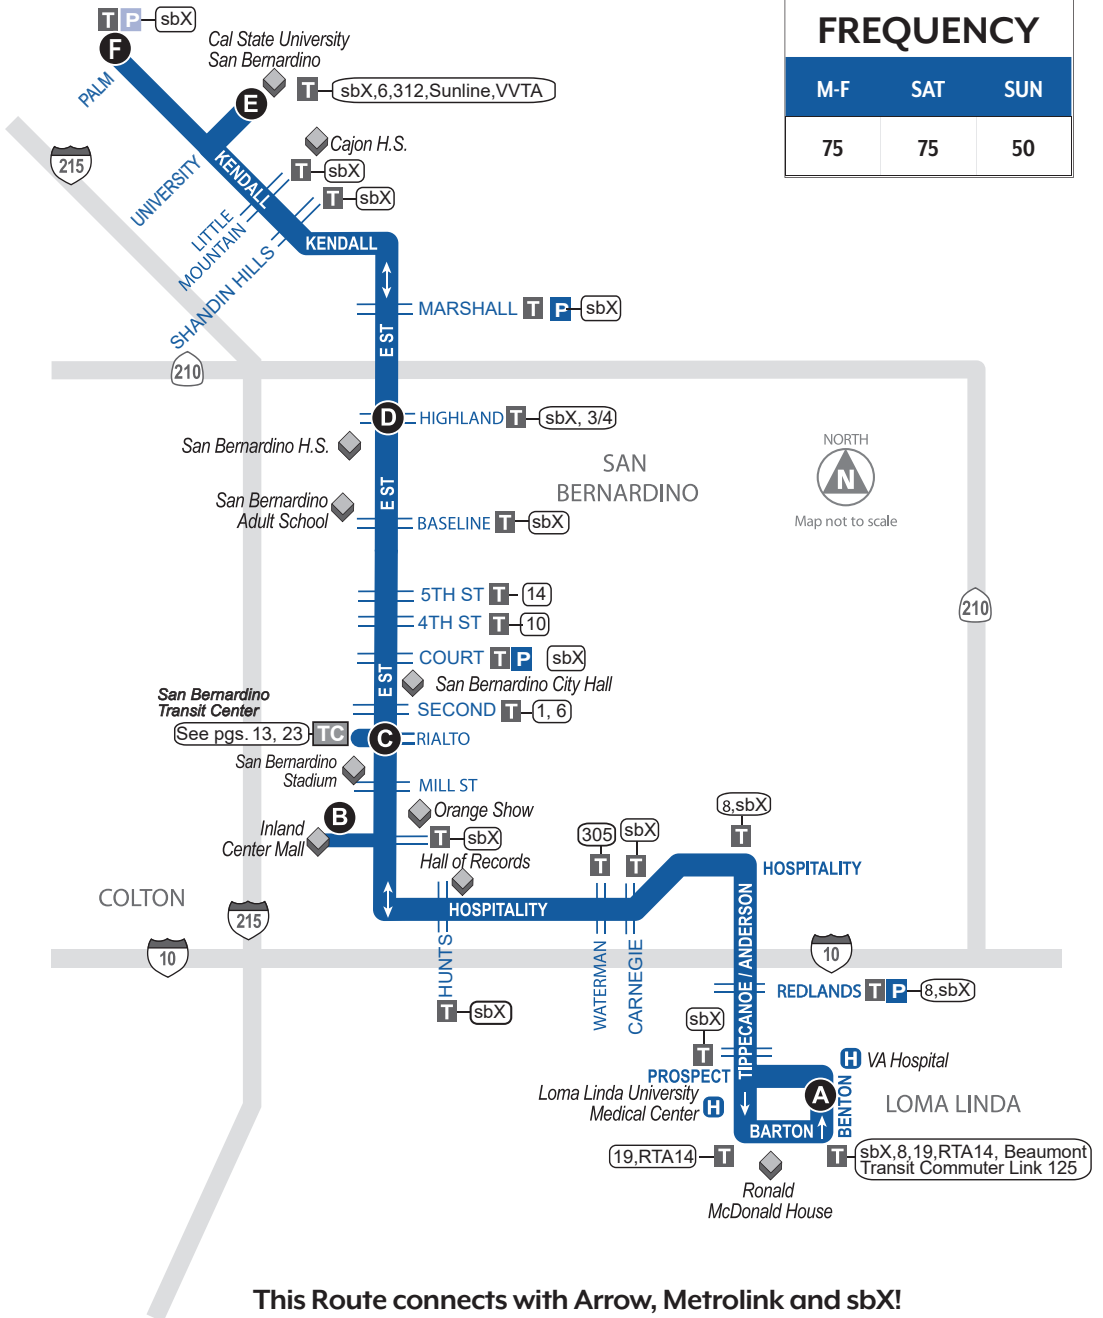 FREQUENCY
M-F SAT SUN
75 75 50
T P sbX
F
Cal State University
San Bernardino
E
T sbX,6,312,Sunline,VVTA
PALM
215
Cajon H.S.
T sbX
T sbX
KENDALL
UNIVERSITY
LITTLE
MOUNTAIN
SHANDIN HILLS
KENDALL
MARSHALL T P sbX
E ST
210
D HIGHLAND T sbX, 3/4
San Bernardino H.S.
SAN
BERNARDINO
NORTH
N
Map not to scale
E ST
San Bernardino
Adult School
BASELINE T sbX
5TH ST T 14
4TH ST T 10
210
COURT T P sbX
E ST
San Bernardino City Hall
San Bernardino
Transit Center
SECOND T 1, 6
See pgs. 13, 23 TC C RIALTO
San Bernardino
Stadium
MILL ST
B
Orange Show
Inland
Center Mall
T sbX
Hall of Records
305
T
sbX
T
8,sbX
T
HOSPITALITY
COLTON
215
HOSPITALITY
10
HUNTS
T sbX
WATERMAN
CARNEGIE
TIPPECANOE / ANDERSON
10
REDLANDS T P 8,sbX
sbX
T
PROSPECT
H VA Hospital
Loma Linda University
Medical Center H
A
BENTON
LOMA LINDA
BARTON
19,RTA14 T
T sbX,8,19,RTA14, Beaumont
Transit Commuter Link 125
Ronald
McDonald House
This Route connects with Arrow, Metrolink and sbX!